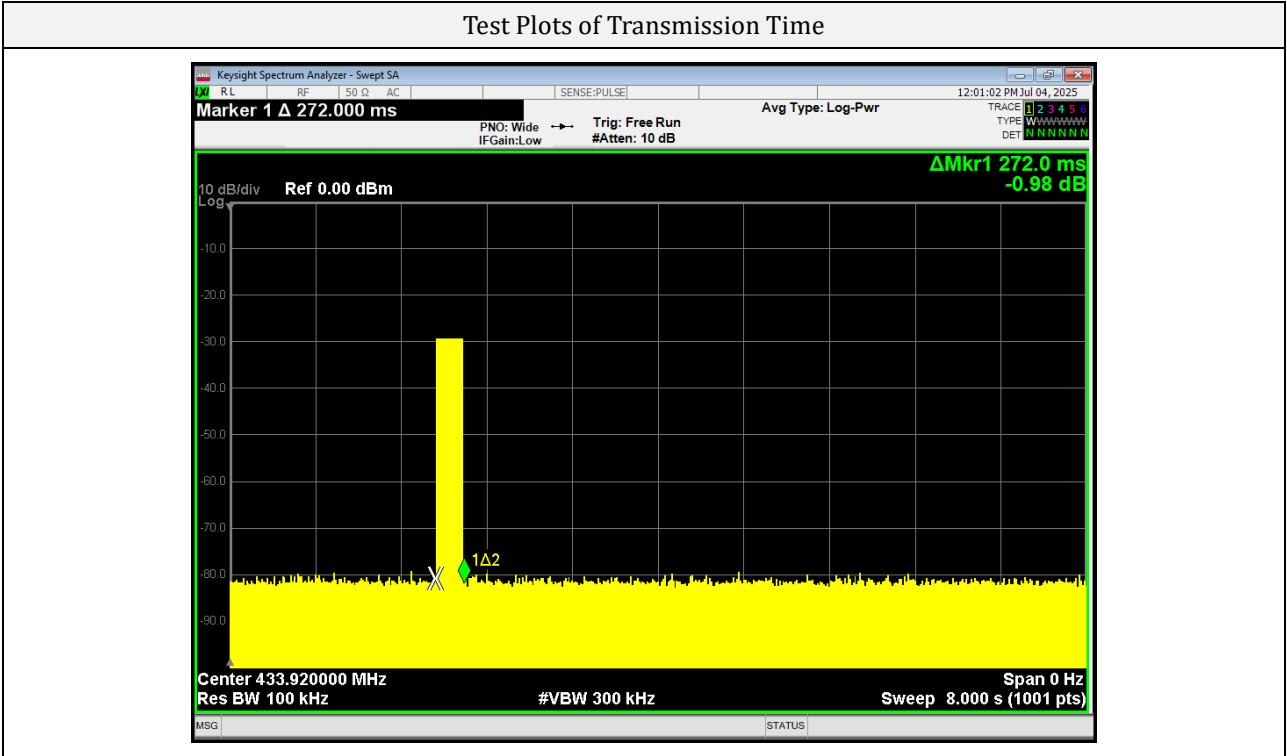 Test Plots of Transmission Time
Keysight Spectrum Analyzer - Swept SA
LXI RL RF 50 Ω AC SENSE:PULSE 12:01:02 PM Jul 04, 2025
Marker 1 Δ 272.000 ms
PNO: Wide
IFGain:Low
Trig: Free Run
#Atten: 10 dB
Avg Type: Log-Pwr
TRACE 1 2 3 4 5 6
TYPE WWWWWW
DET N N N N N N
ΔMkr1 272.0 ms
-0.98 dB
10 dB/div Ref 0.00 dBm
Log
-10.0
-20.0
-30.0
-40.0
-50.0
-60.0
-70.0
1Δ2
-80.0
-90.0
Center 433.920000 MHz Span 0 Hz
Res BW 100 kHz #VBW 300 kHz Sweep 8.000 s (1001 pts)
MSG STATUS